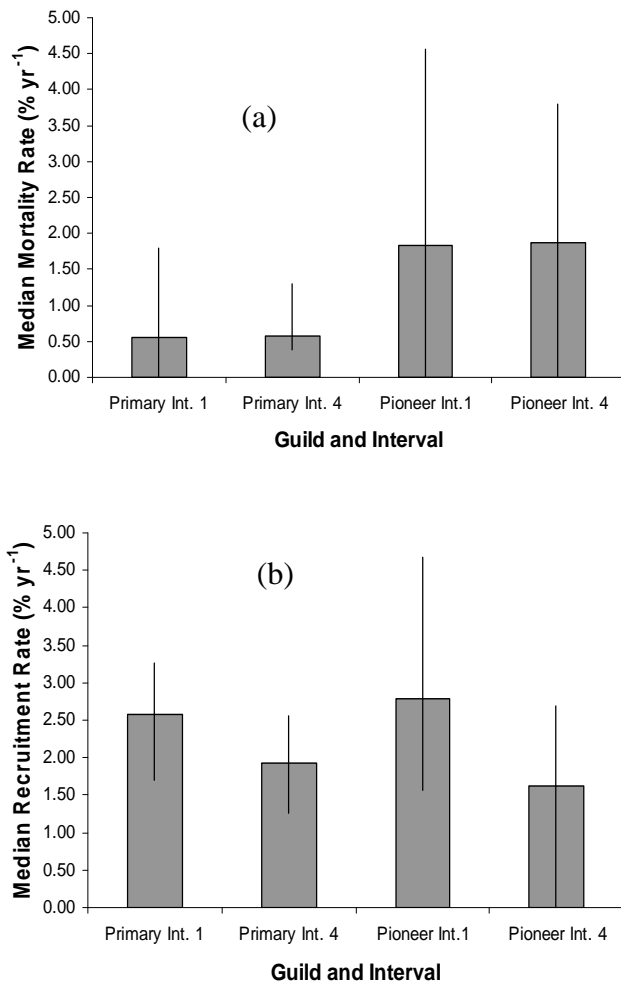 5.00
4.50
4.00
3.50
3.00
2.50
2.00
1.50
1.00
0.50
0.00
Median Mortality Rate (% yr-1)
(a)
Primary Int. 1 Primary Int. 4 Pioneer Int.1 Pioneer Int. 4
Guild and Interval
5.00
4.50
4.00
3.50
3.00
2.50
2.00
1.50
1.00
0.50
0.00
Median Recruitment Rate (% yr-1)
(b)
Primary Int. 1 Primary Int. 4 Pioneer Int.1 Pioneer Int. 4
Guild and Interval